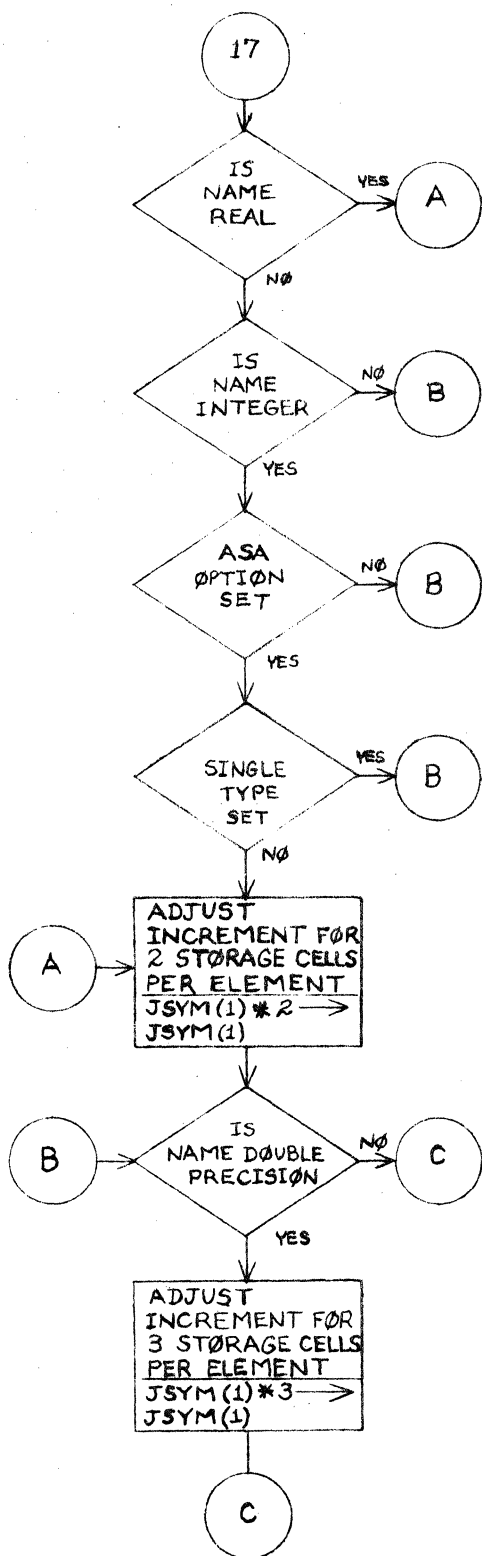 17
IS
NAME
REAL
YES
A
NØ
IS
NAME
INTEGER
NØ
B
YES
ASA
ØPTIØN
SET
NØ
B
YES
SINGLE
TYPE
SET
YES
B
NØ
A
ADJUST
INCREMENT FØR
2 STØRAGE CELLS
PER ELEMENT
JSYM(1) * 2 →
JSYM(1)
B
IS
NAME DØUBLE
PRECISIØN
NØ
C
YES
ADJUST
INCREMENT FØR
3 STØRAGE CELLS
PER ELEMENT
JSYM(1) * 3 →
JSYM(1)
C